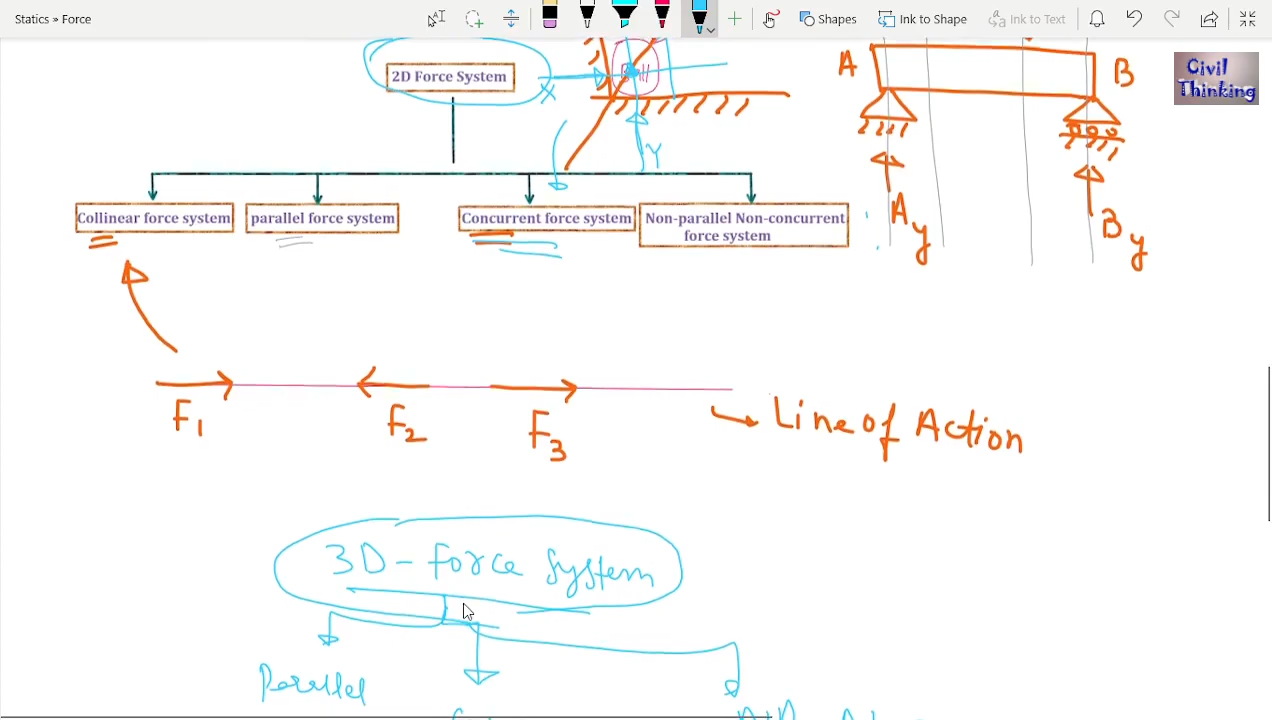 Statics » Force
Shapes
Ink to Shape
Ink to Text
Civil
Thinking
2D Force System
X
Y
A
B
Collinear force system
parallel force system
Concurrent force system
Non-parallel Non-concurrent
force system
Ay
By
F1
F2
F3
Line of Action
3D-force system
Parallel